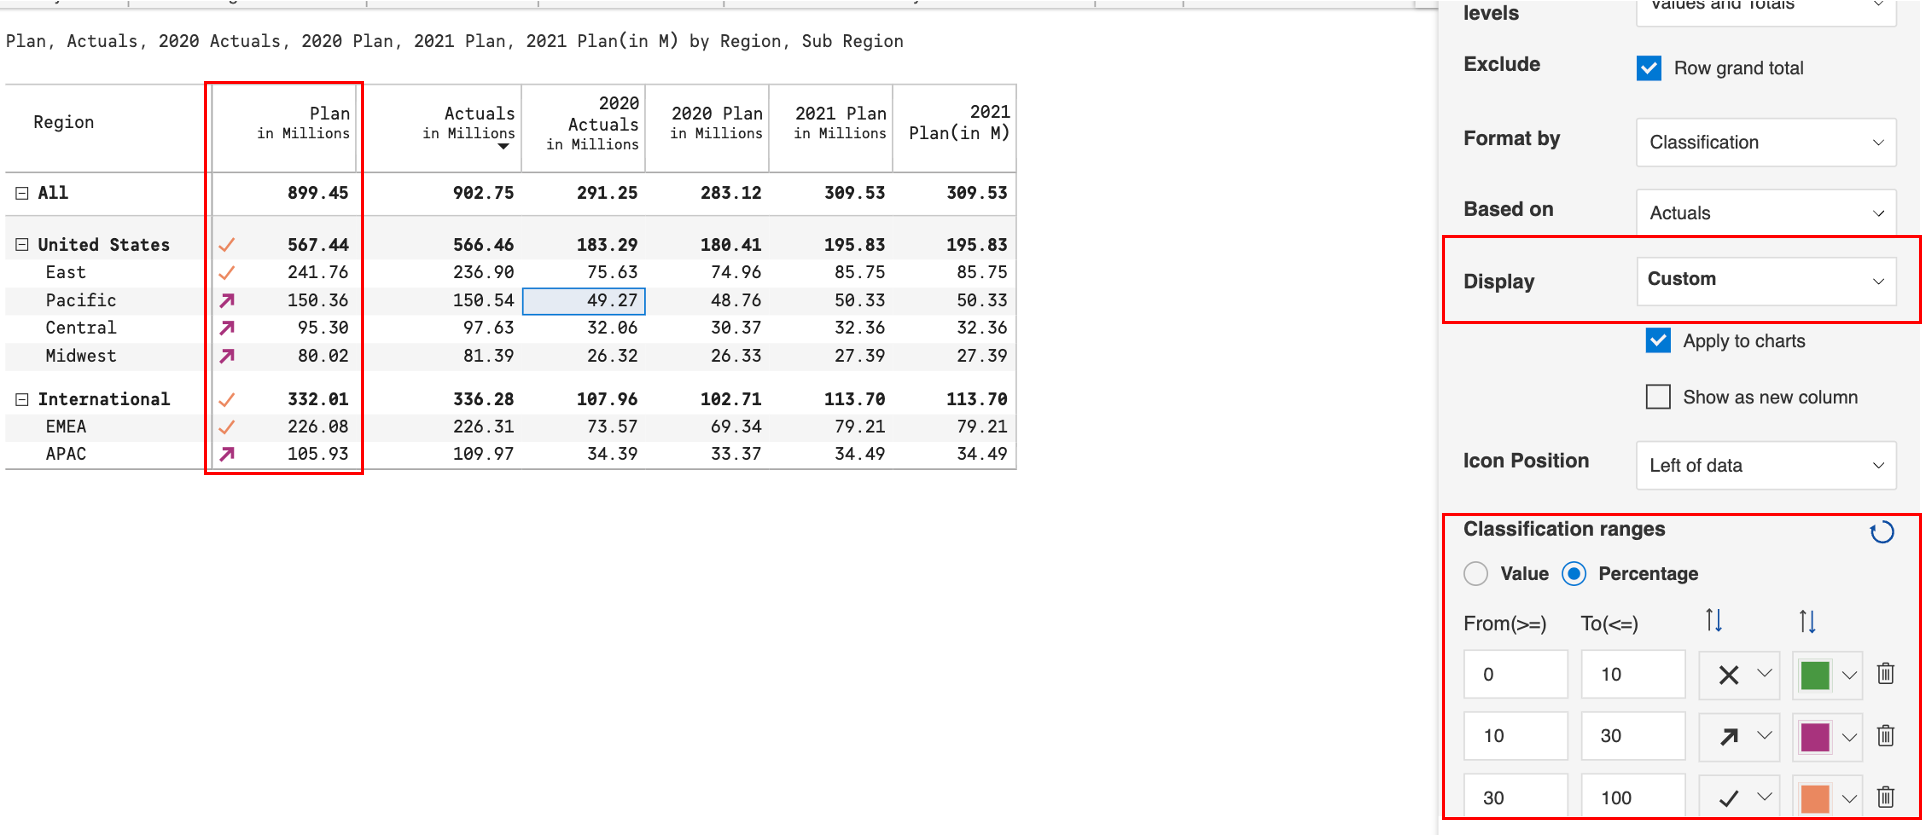 Plan, Actuals, 2020 Actuals, 2020 Plan, 2021 Plan, 2021 Plan(in M) by Region, Sub Region
Region
Plan
in Millions
Actuals
in Millions
2020
Actuals
in Millions
2020 Plan
in Millions
2021 Plan
in Millions
2021
Plan(in M)
All 899.45 902.75 291.25 283.12 309.53 309.53
United States 567.44 566.46 183.29 180.41 195.83 195.83
East 241.76 236.90 75.63 74.96 85.75 85.75
Pacific 150.36 150.54 49.27 48.76 50.33 50.33
Central 95.30 97.63 32.06 30.37 32.36 32.36
Midwest 80.02 81.39 26.32 26.33 27.39 27.39
International 332.01 336.28 107.96 102.71 113.70 113.70
EMEA 226.08 226.31 73.57 69.34 79.21 79.21
APAC 105.93 109.97 34.39 33.37 34.49 34.49
levels Values and Totals
Exclude Row grand total
Format by Classification
Based on Actuals
Display Custom
Apply to charts
Show as new column
Icon Position Left of data
Classification ranges
Value Percentage
From(>=) To(<=)
0 10
10 30
30 100